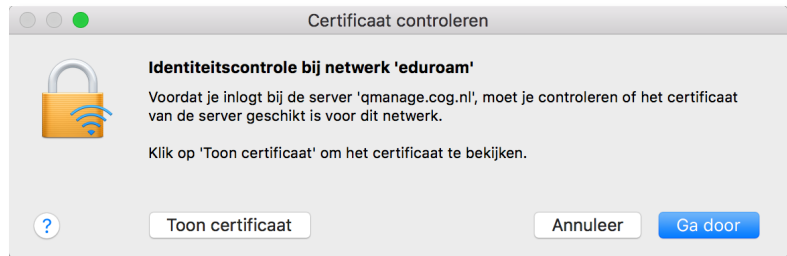 Certificaat controleren
Identiteitscontrole bij netwerk 'eduroam'
Voordat je inlogt bij de server 'qmanage.cog.nl', moet je controleren of het certificaat
van de server geschikt is voor dit netwerk.
Klik op 'Toon certificaat' om het certificaat te bekijken.
? Toon certificaat Annuleer Ga door